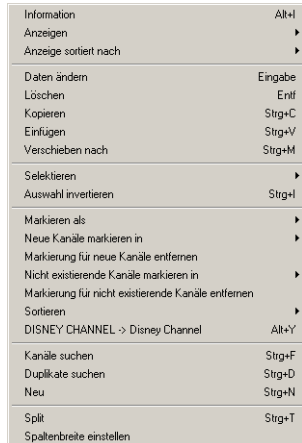 Information Alt+I
Anzeigen
Anzeige sortiert nach
Daten ändern Eingabe
Löschen Entf
Kopieren Strg+C
Einfügen Strg+V
Verschieben nach Strg+M
Selektieren
Auswahl invertieren Strg+I
Markieren als
Neue Kanäle markieren in
Markierung für neue Kanäle entfernen
Nicht existierende Kanäle markieren in
Markierung für nicht existierende Kanäle entfernen
Sortieren
DISNEY CHANNEL -> Disney Channel Alt+Y
Kanäle suchen Strg+F
Duplikate suchen Strg+D
Neu Strg+N
Split Strg+T
Spaltenbreite einstellen